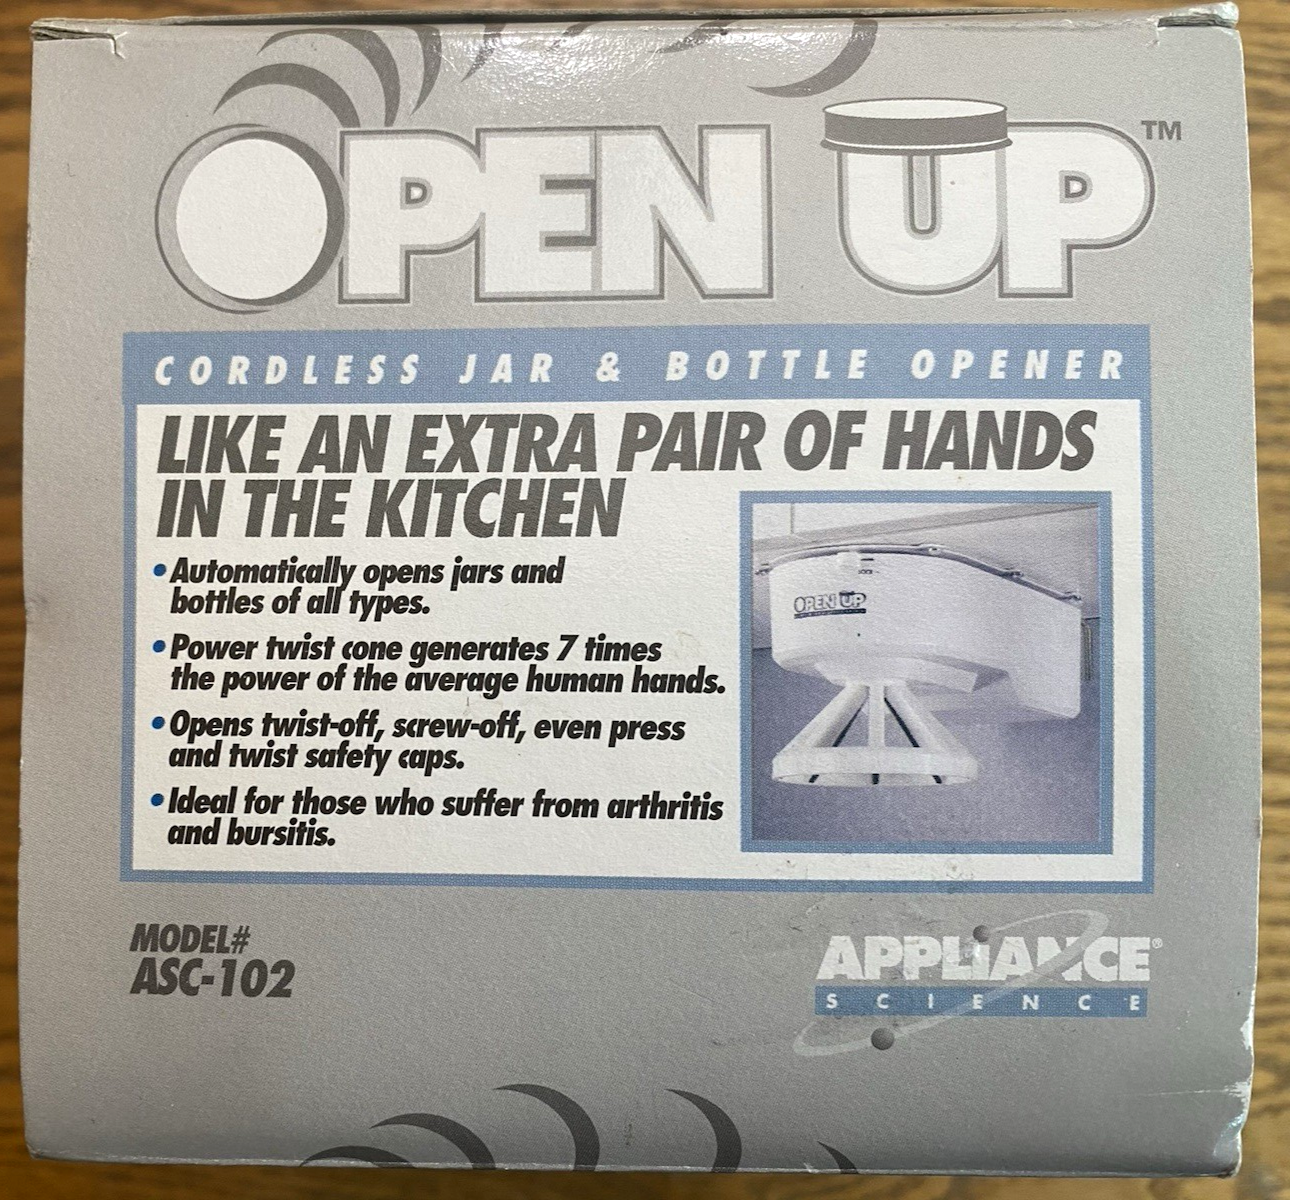 OPEN UP™
CORDLESS JAR & BOTTLE OPENER
LIKE AN EXTRA PAIR OF HANDS
IN THE KITCHEN
•Automatically opens jars and
bottles of all types.
•Power twist cone generates 7 times
the power of the average human hands.
•Opens twist-off, screw-off, even press
and twist safety caps.
•Ideal for those who suffer from arthritis
and bursitis.
OPEN UP
MODEL#
ASC-102
APPLIANCE®
SCIENCE